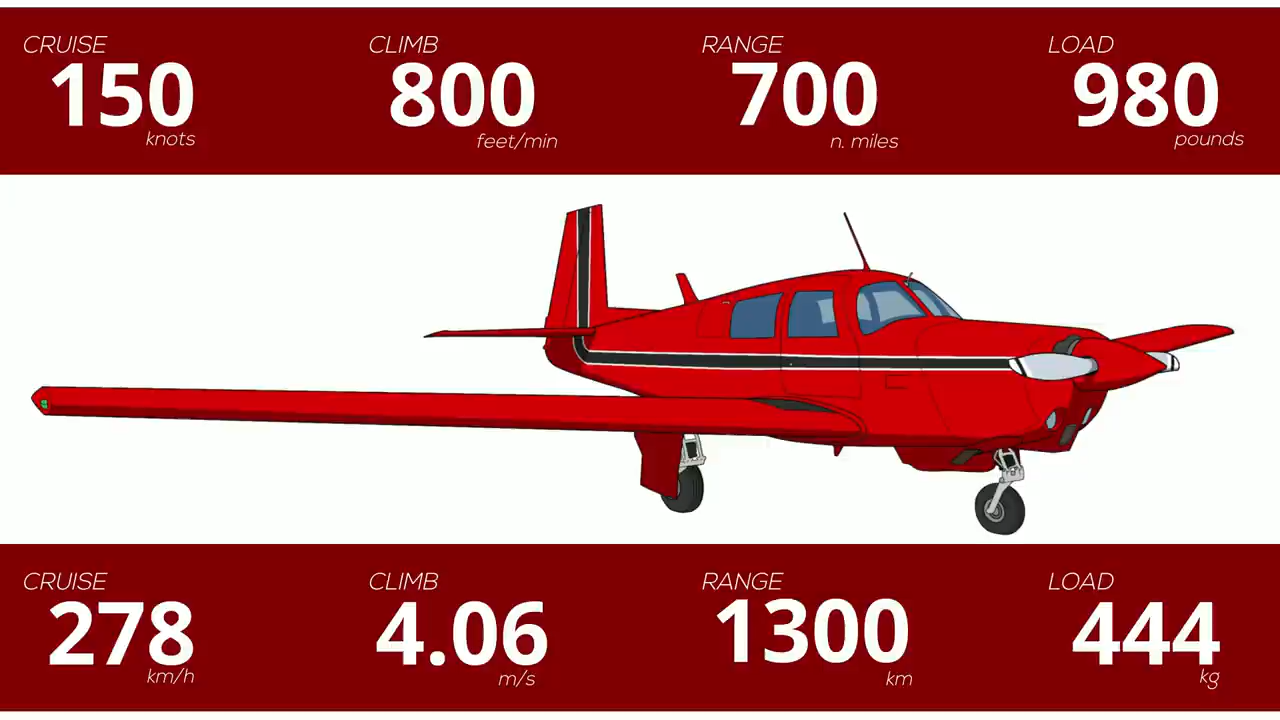 CRUISE CLIMB RANGE LOAD
150 800 700 980
knots feet/min n. miles pounds
CRUISE CLIMB RANGE LOAD
278 4.06 1300 444
km/h m/s km kg